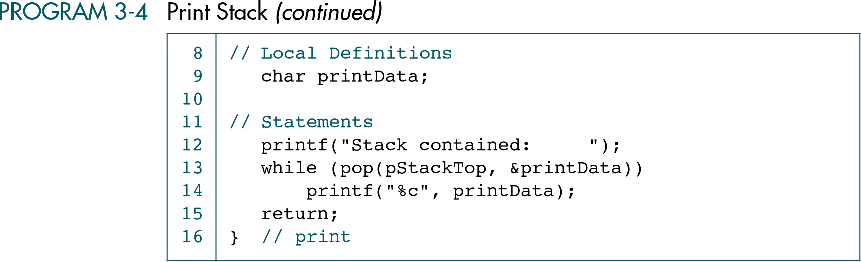 PROGRAM 3-4 Print Stack (continued)
8 // Local Definitions
9 char printData;
10
11 // Statements
12 printf("Stack contained:     ");
13 while (pop(pStackTop, &printData))
14 printf("%c", printData);
15 return;
16 } // print